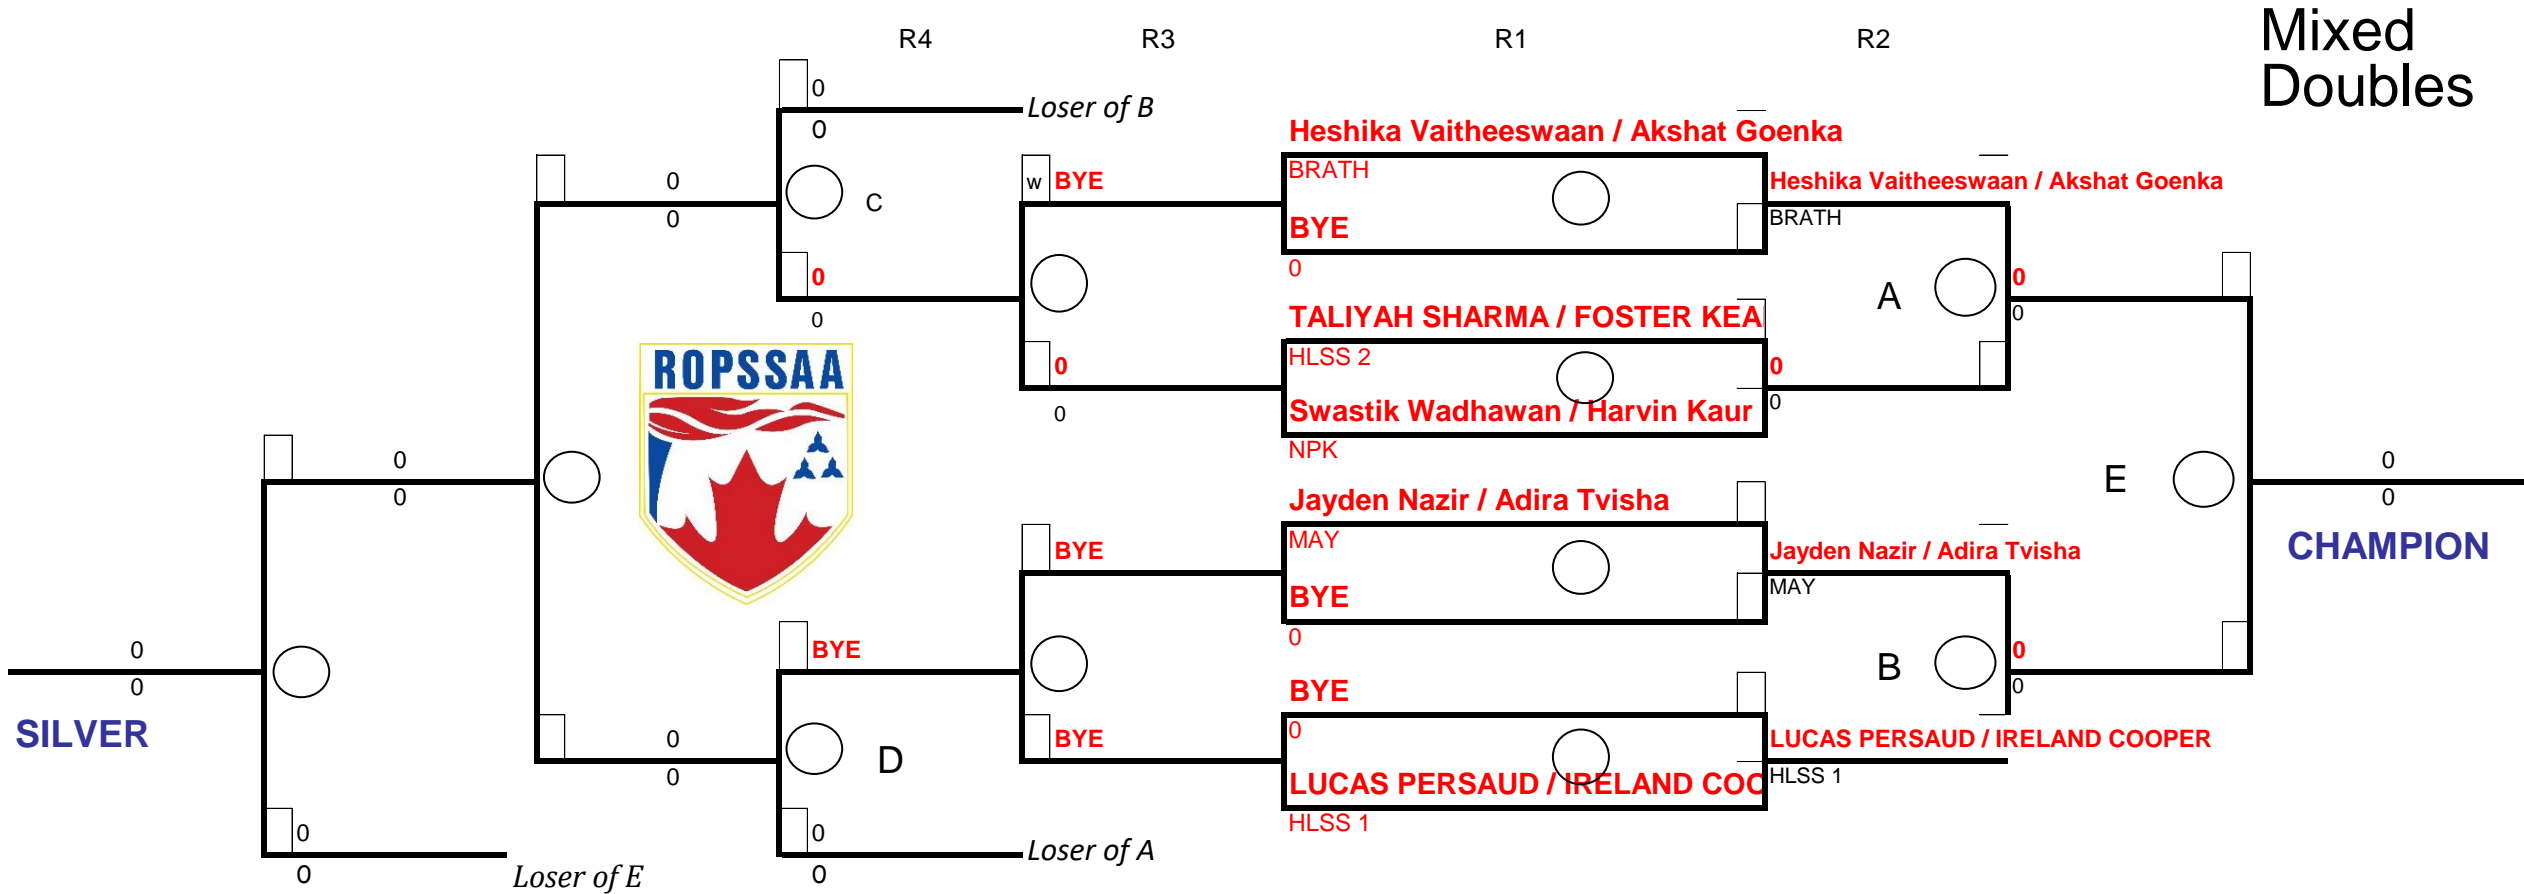 Mixed
Doubles
R4
R3
R1
R2
0
Loser of B
0
Heshika Vaitheeswaan / Akshat Goenka
BRATH
w
BYE
0
0
C
Heshika Vaitheeswaan / Akshat Goenka
BRATH
BYE
0
0
0
A
0
0
TALIYAH SHARMA / FOSTER KEA
HLSS 2
ROPSSAA
0
0
0
0
Swastik Wadhawan / Harvin Kaur
NPK
0
0
E
0
0
CHAMPION
Jayden Nazir / Adira Tvisha
MAY
BYE
Jayden Nazir / Adira Tvisha
MAY
BYE
0
0
0
SILVER
BYE
B
0
0
BYE
0
0
0
D
BYE
LUCAS PERSAUD / IRELAND COOPER
HLSS 1
LUCAS PERSAUD / IRELAND COO
HLSS 1
0
0
Loser of E
0
0
Loser of A